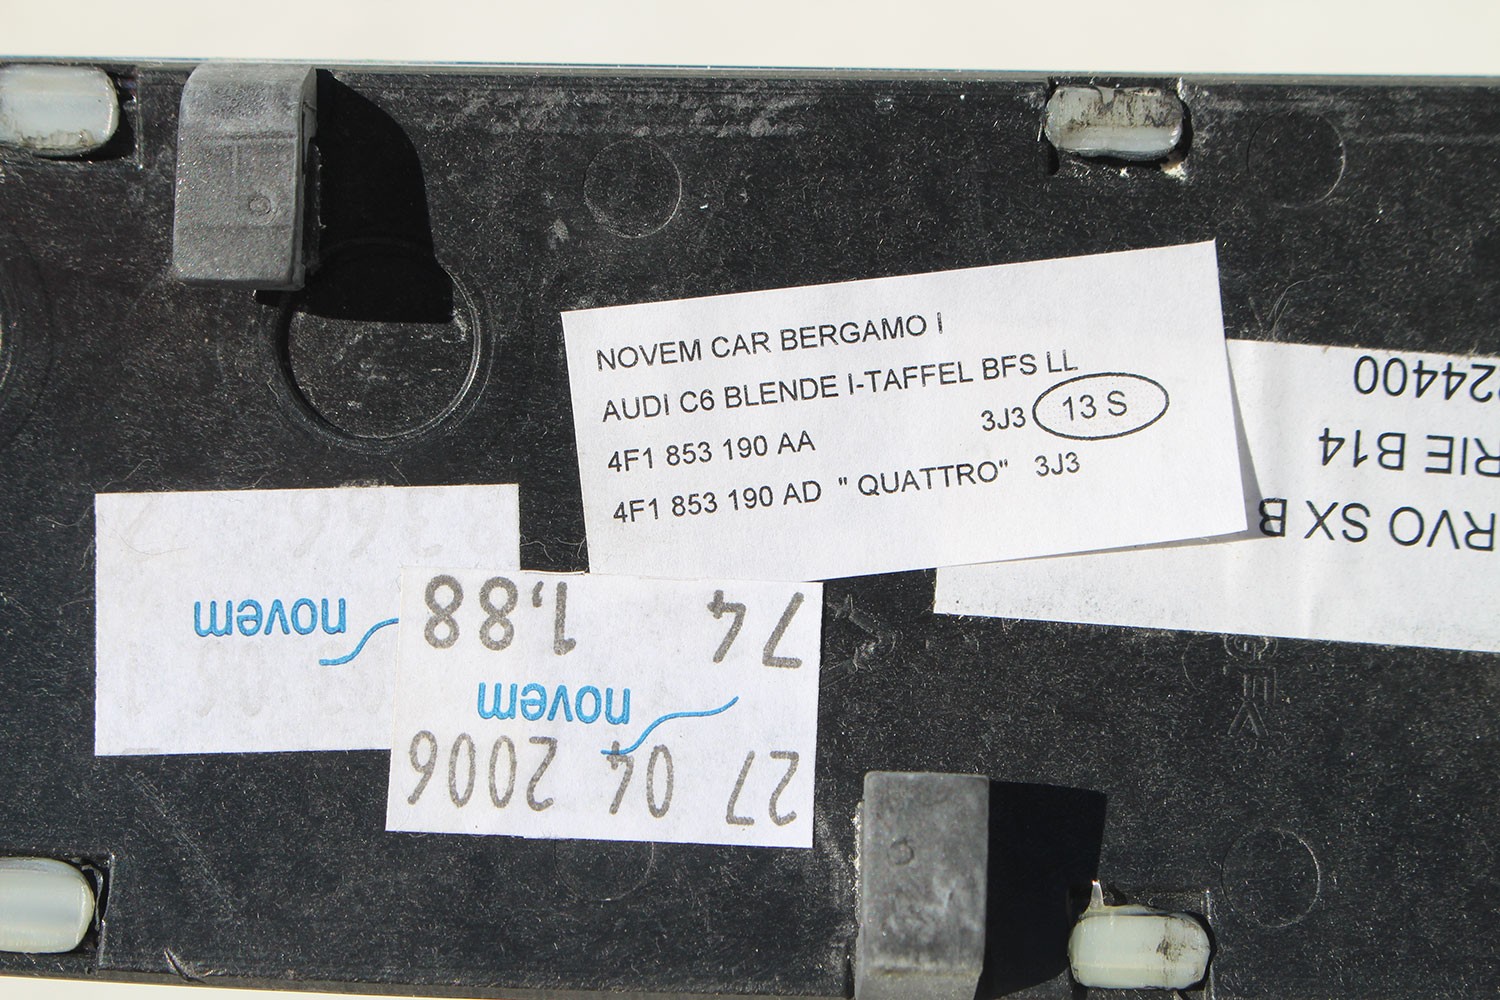 NOVEM CAR BERGAMO I
AUDI C6 BLENDE I-TAFFEL BFS LL
4F1 853 190 AA 3J3 13 S
4F1 853 190 AD " QUATTRO" 3J3
RVO SX B
RIE B14
24400
27 04 2006
novem
74 1,88
novem